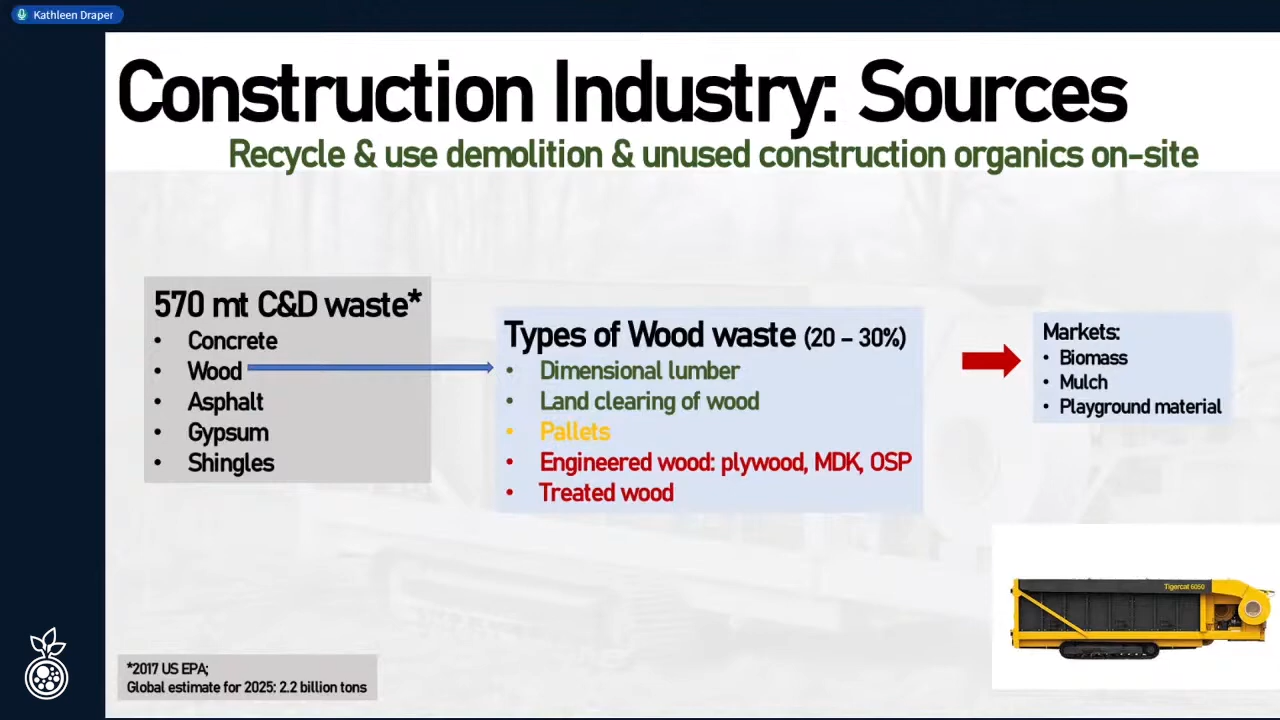 Kathleen Draper
Construction Industry: Sources
Recycle & use demolition & unused construction organics on-site
570 mt C&D waste*
• Concrete
• Wood
• Asphalt
• Gypsum
• Shingles
Types of Wood waste (20 – 30%)
• Dimensional lumber
• Land clearing of wood
• Pallets
• Engineered wood: plywood, MDK, OSP
• Treated wood
Markets:
• Biomass
• Mulch
• Playground material
Tigercat 6050
*2017 US EPA;
Global estimate for 2025: 2.2 billion tons